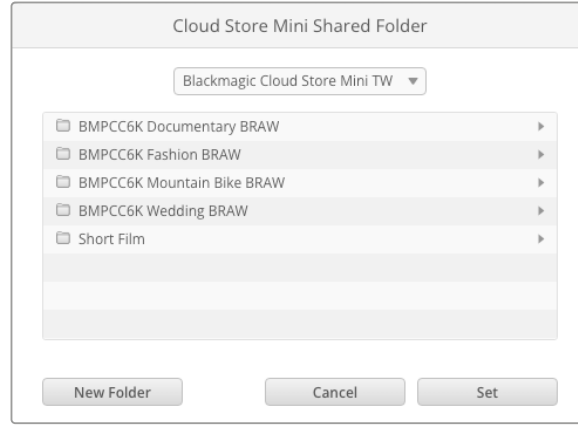 Cloud Store Mini Shared Folder
Blackmagic Cloud Store Mini TW
BMPCC6K Documentary BRAW
BMPCC6K Fashion BRAW
BMPCC6K Mountain Bike BRAW
BMPCC6K Wedding BRAW
Short Film
New Folder Cancel Set